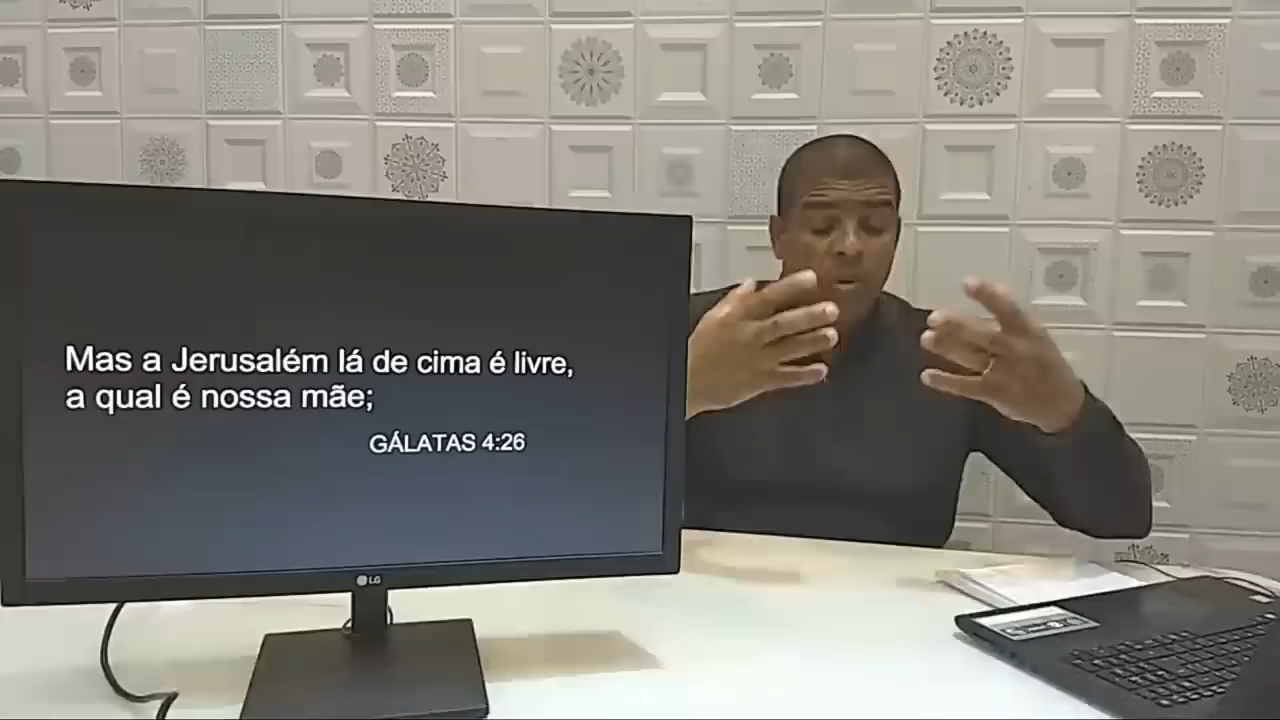 Mas a Jerusalém lá de cima é livre,
a qual é nossa mãe;
GÁLATAS 4:26
LG